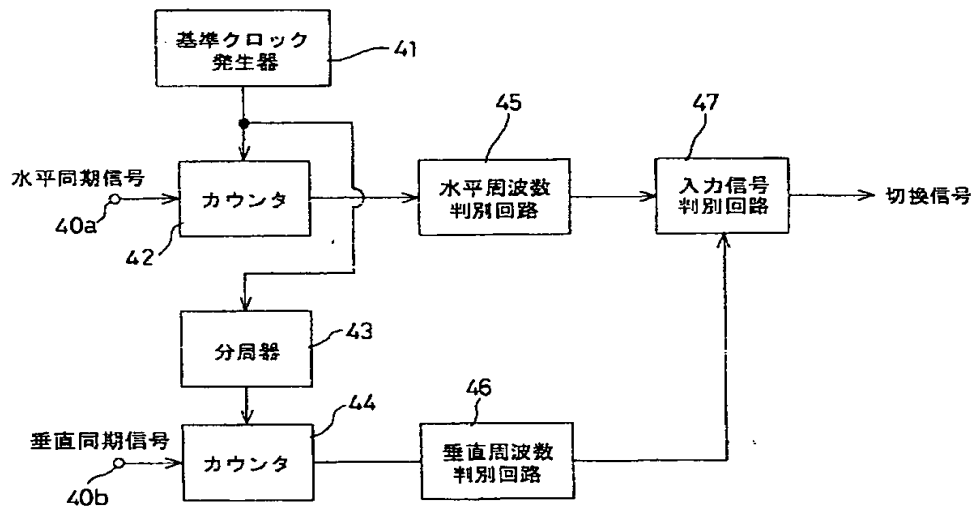 基準クロック
発生器
41
45
47
水平同期信号
40a
カウンタ
42
水平周波数
判別回路
入力信号
判別回路
切換信号
分局器
43
44
46
垂直同期信号
40b
カウンタ
垂直周波数
判別回路